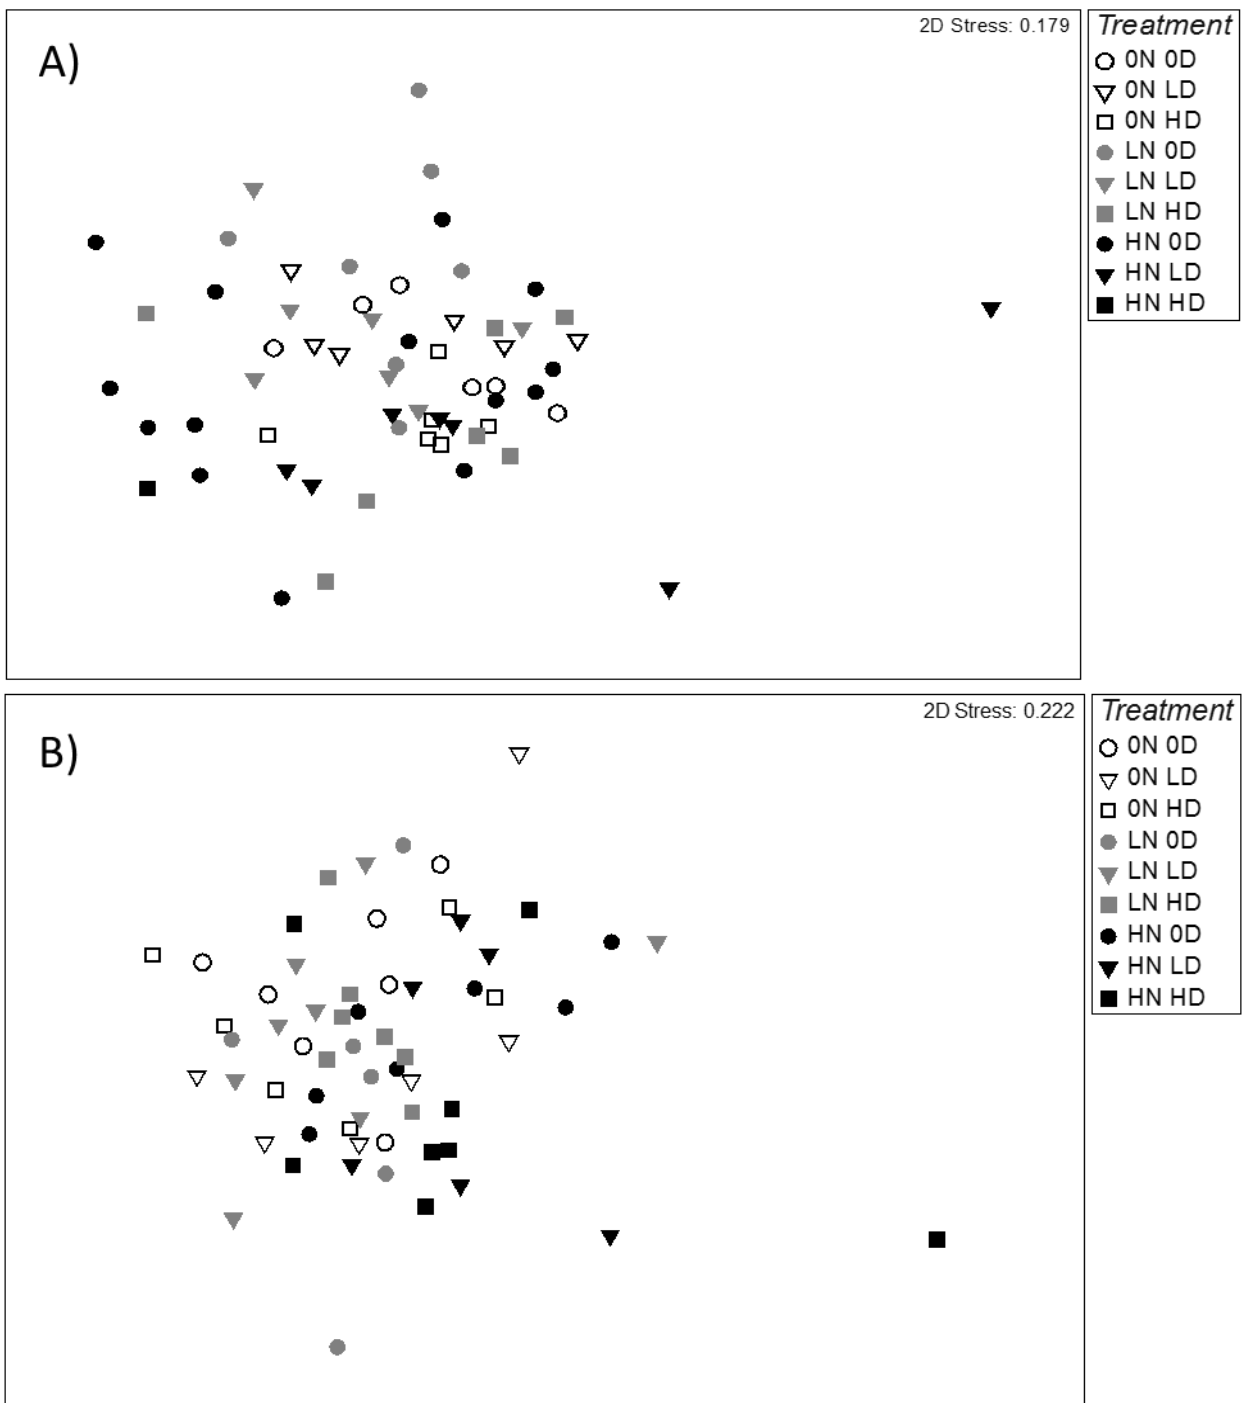 A)
2D Stress: 0.179
Treatment
0N 0D
0N LD
0N HD
LN 0D
LN LD
LN HD
HN 0D
HN LD
HN HD
B)
2D Stress: 0.222
Treatment
0N 0D
0N LD
0N HD
LN 0D
LN LD
LN HD
HN 0D
HN LD
HN HD